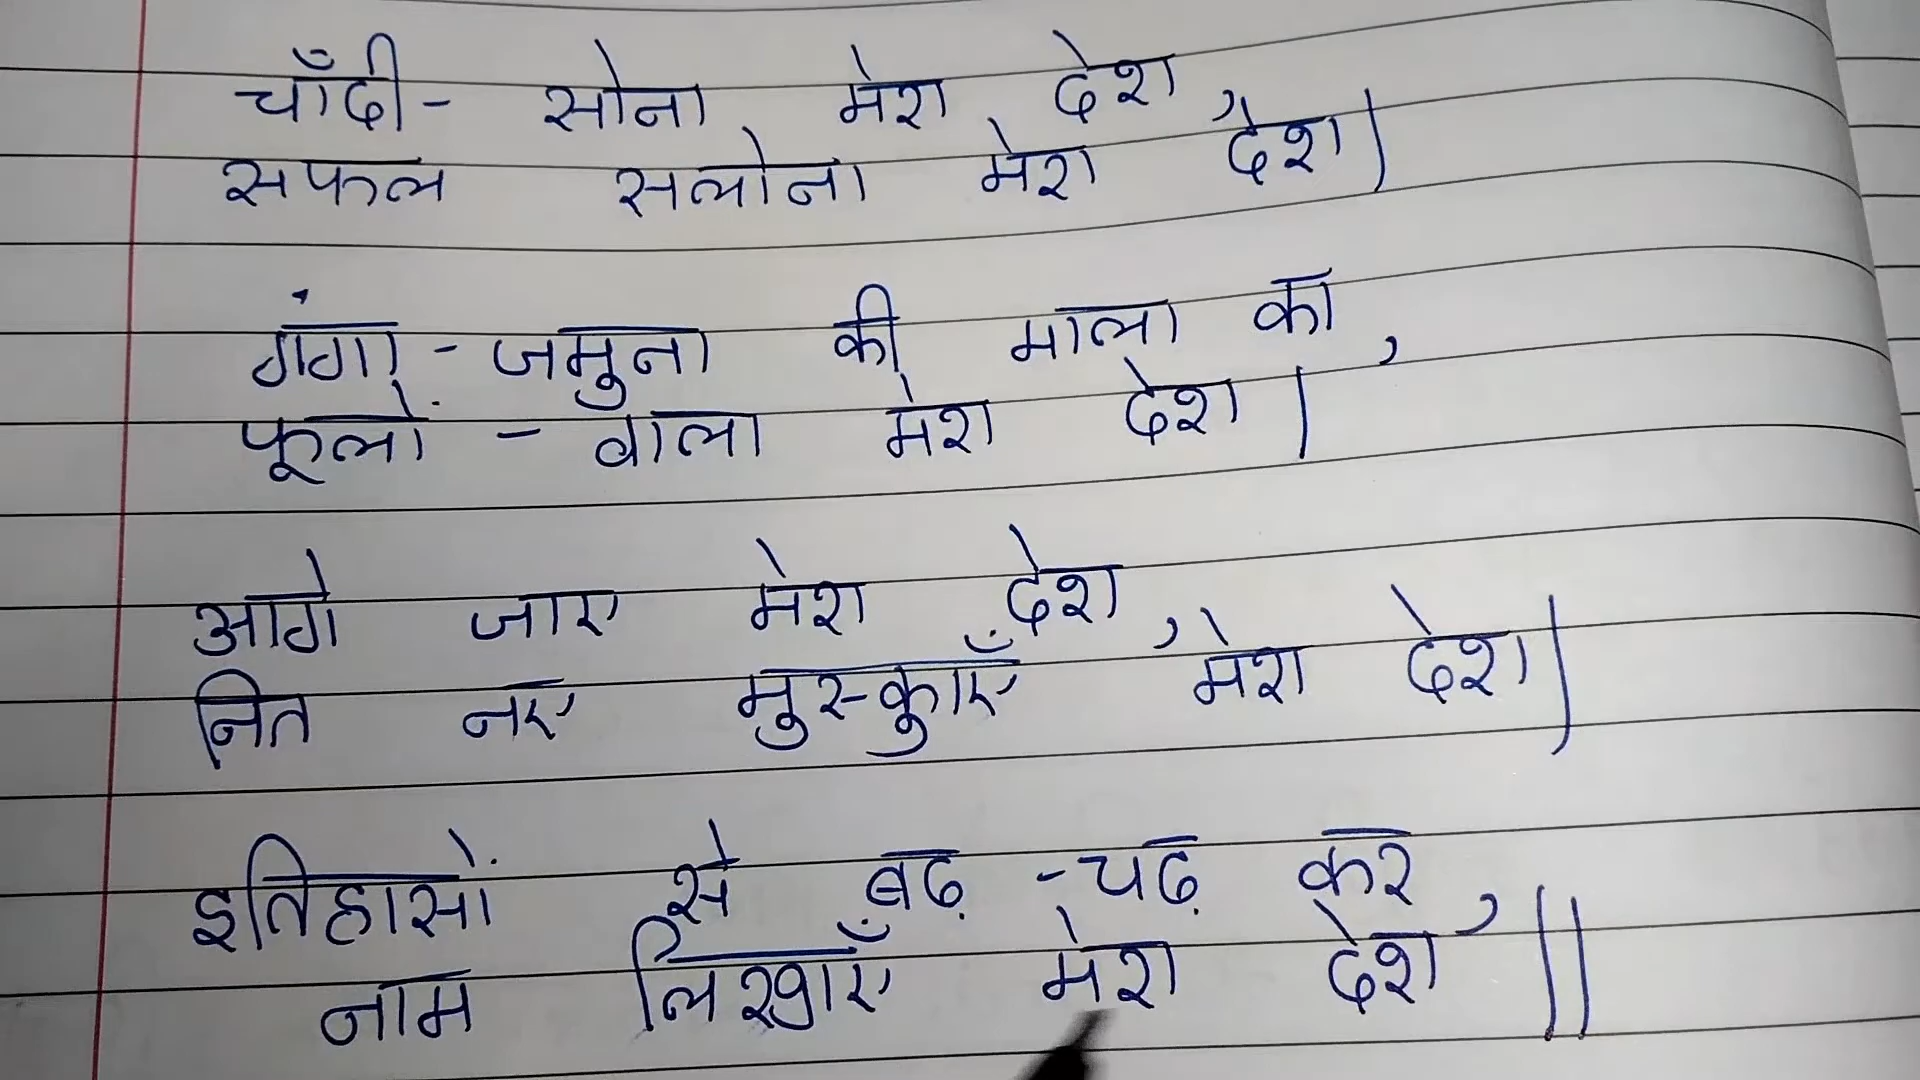 चाँदी - सोना मेरा देश,
सफल सलोना मेरा देश।
गंगा - जमुना की माला का,
फूलों - वाला मेरा देश।
आगे जाए मेरा देश,
नित नए मुस्कुाएँ मेरा देश।
इतिहासों से बढ़ - चढ़ कर,
नाम लिखाएँ मेरा देश॥